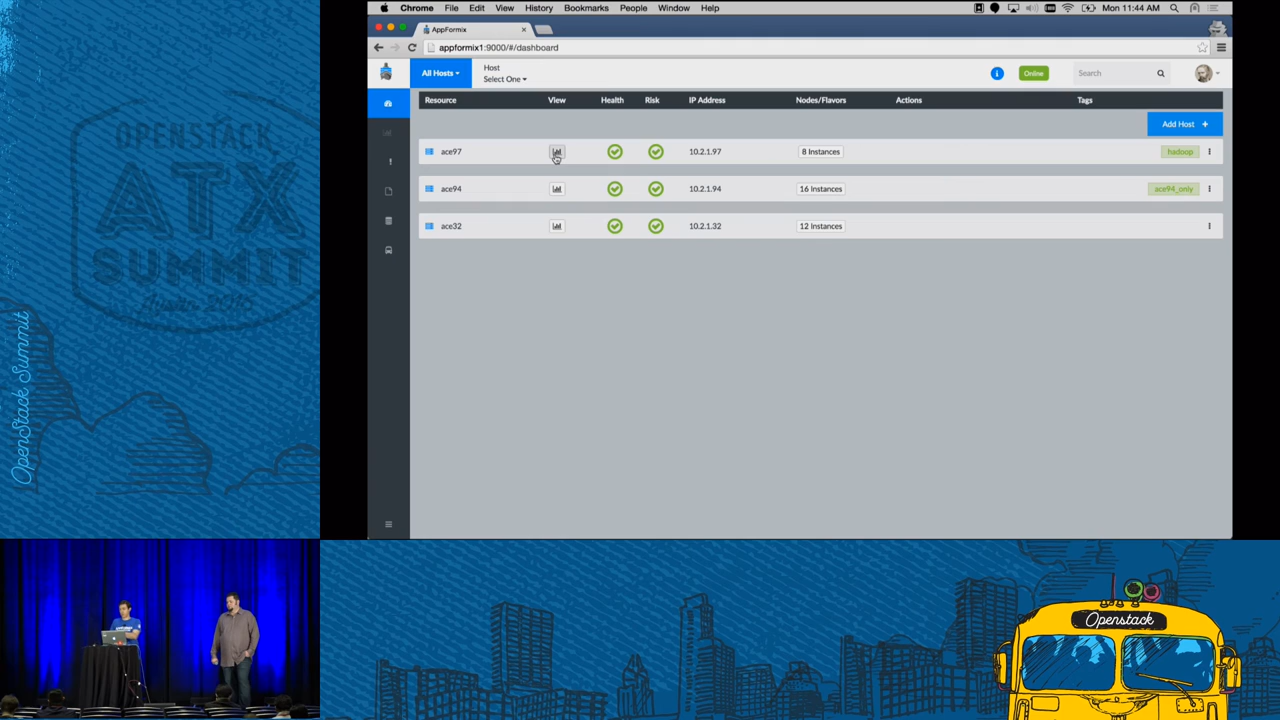 Chrome File Edit View History Bookmarks People Window Help
Mon 11:44 AM
AppFormix
appformix1:9000/#/dashboard
All Hosts
Host
Select One
Online
Search
Resource View Health Risk IP Address Nodes/Flavors Actions Tags
Add Host +
ace97 10.2.1.97 8 Instances hadoop
ace94 10.2.1.94 16 Instances ace94_only
ace32 10.2.1.32 12 Instances
OPENSTACK
ATX
SUMMIT
Austin 2016
OpenStack Summit
Openstack